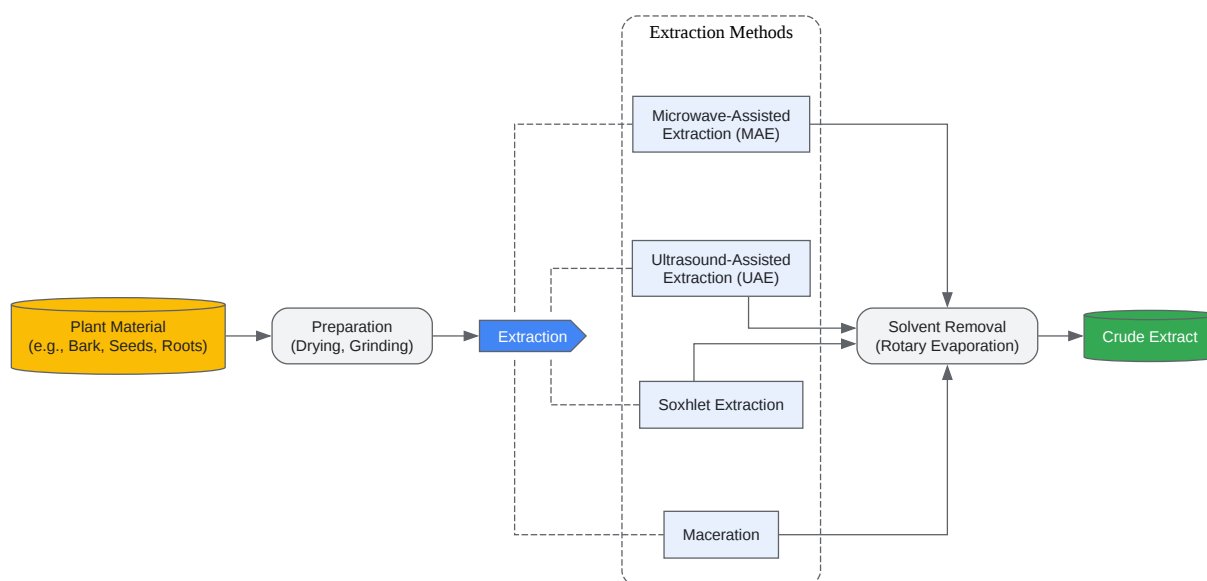 Extraction Methods
Microwave-Assisted
Extraction (MAE)
Ultrasound-Assisted
Extraction (UAE)
Plant Material
(e.g., Bark, Seeds, Roots)
Preparation
(Drying, Grinding)
Extraction
Solvent Removal
(Rotary Evaporation)
Crude Extract
Soxhlet Extraction
Maceration